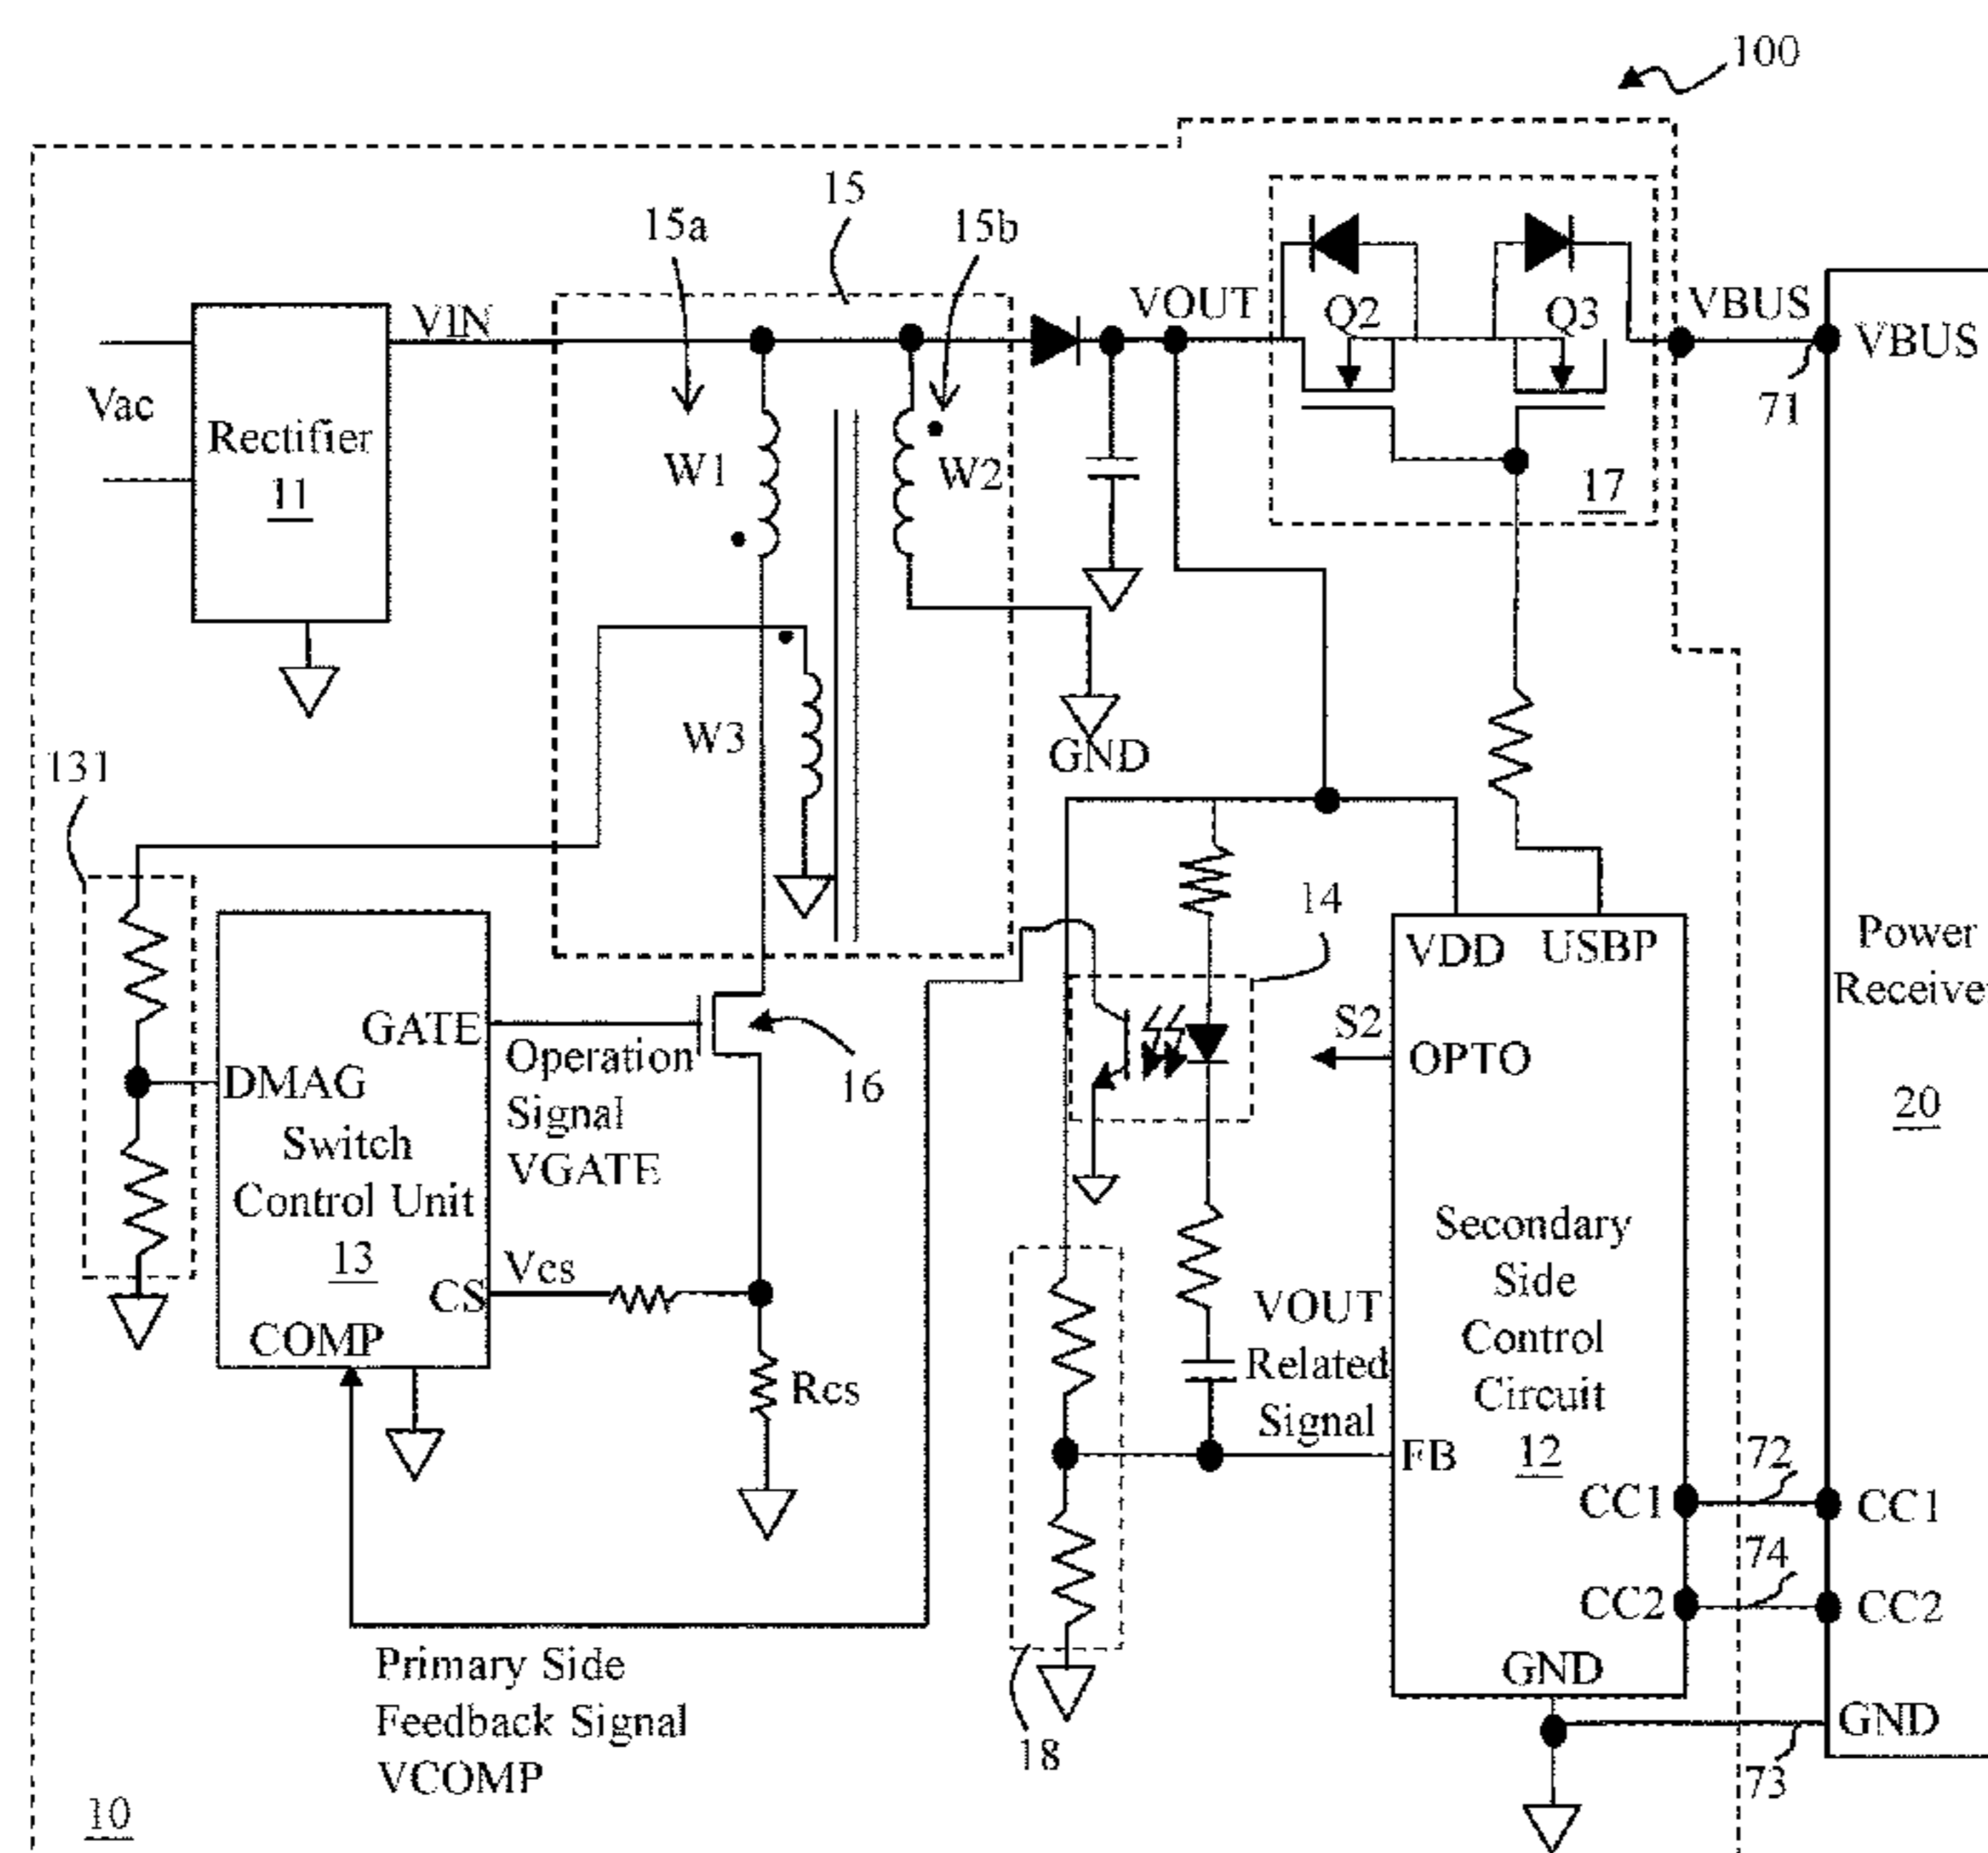 100
15
15a
15b
VIN
VOUT
Q2
Q3
VBUS
VBUS
71
Vac
Rectifier
11
W1
W2
17
W3
GND
131
14
VDD
USBP
Power
GATE
S2
OPTO
DMAG
Operation
Signal
VGATE
16
20
Switch
Control Unit
13
Vcs
CS
COMP
Rcs
VOUT
Related
Signal
Secondary
Side
Control
Circuit
12
FB
72
CC1
CC1
74
CC2
CC2
GND
GND
73
Primary Side
Feedback Signal
VCOMP
18
10